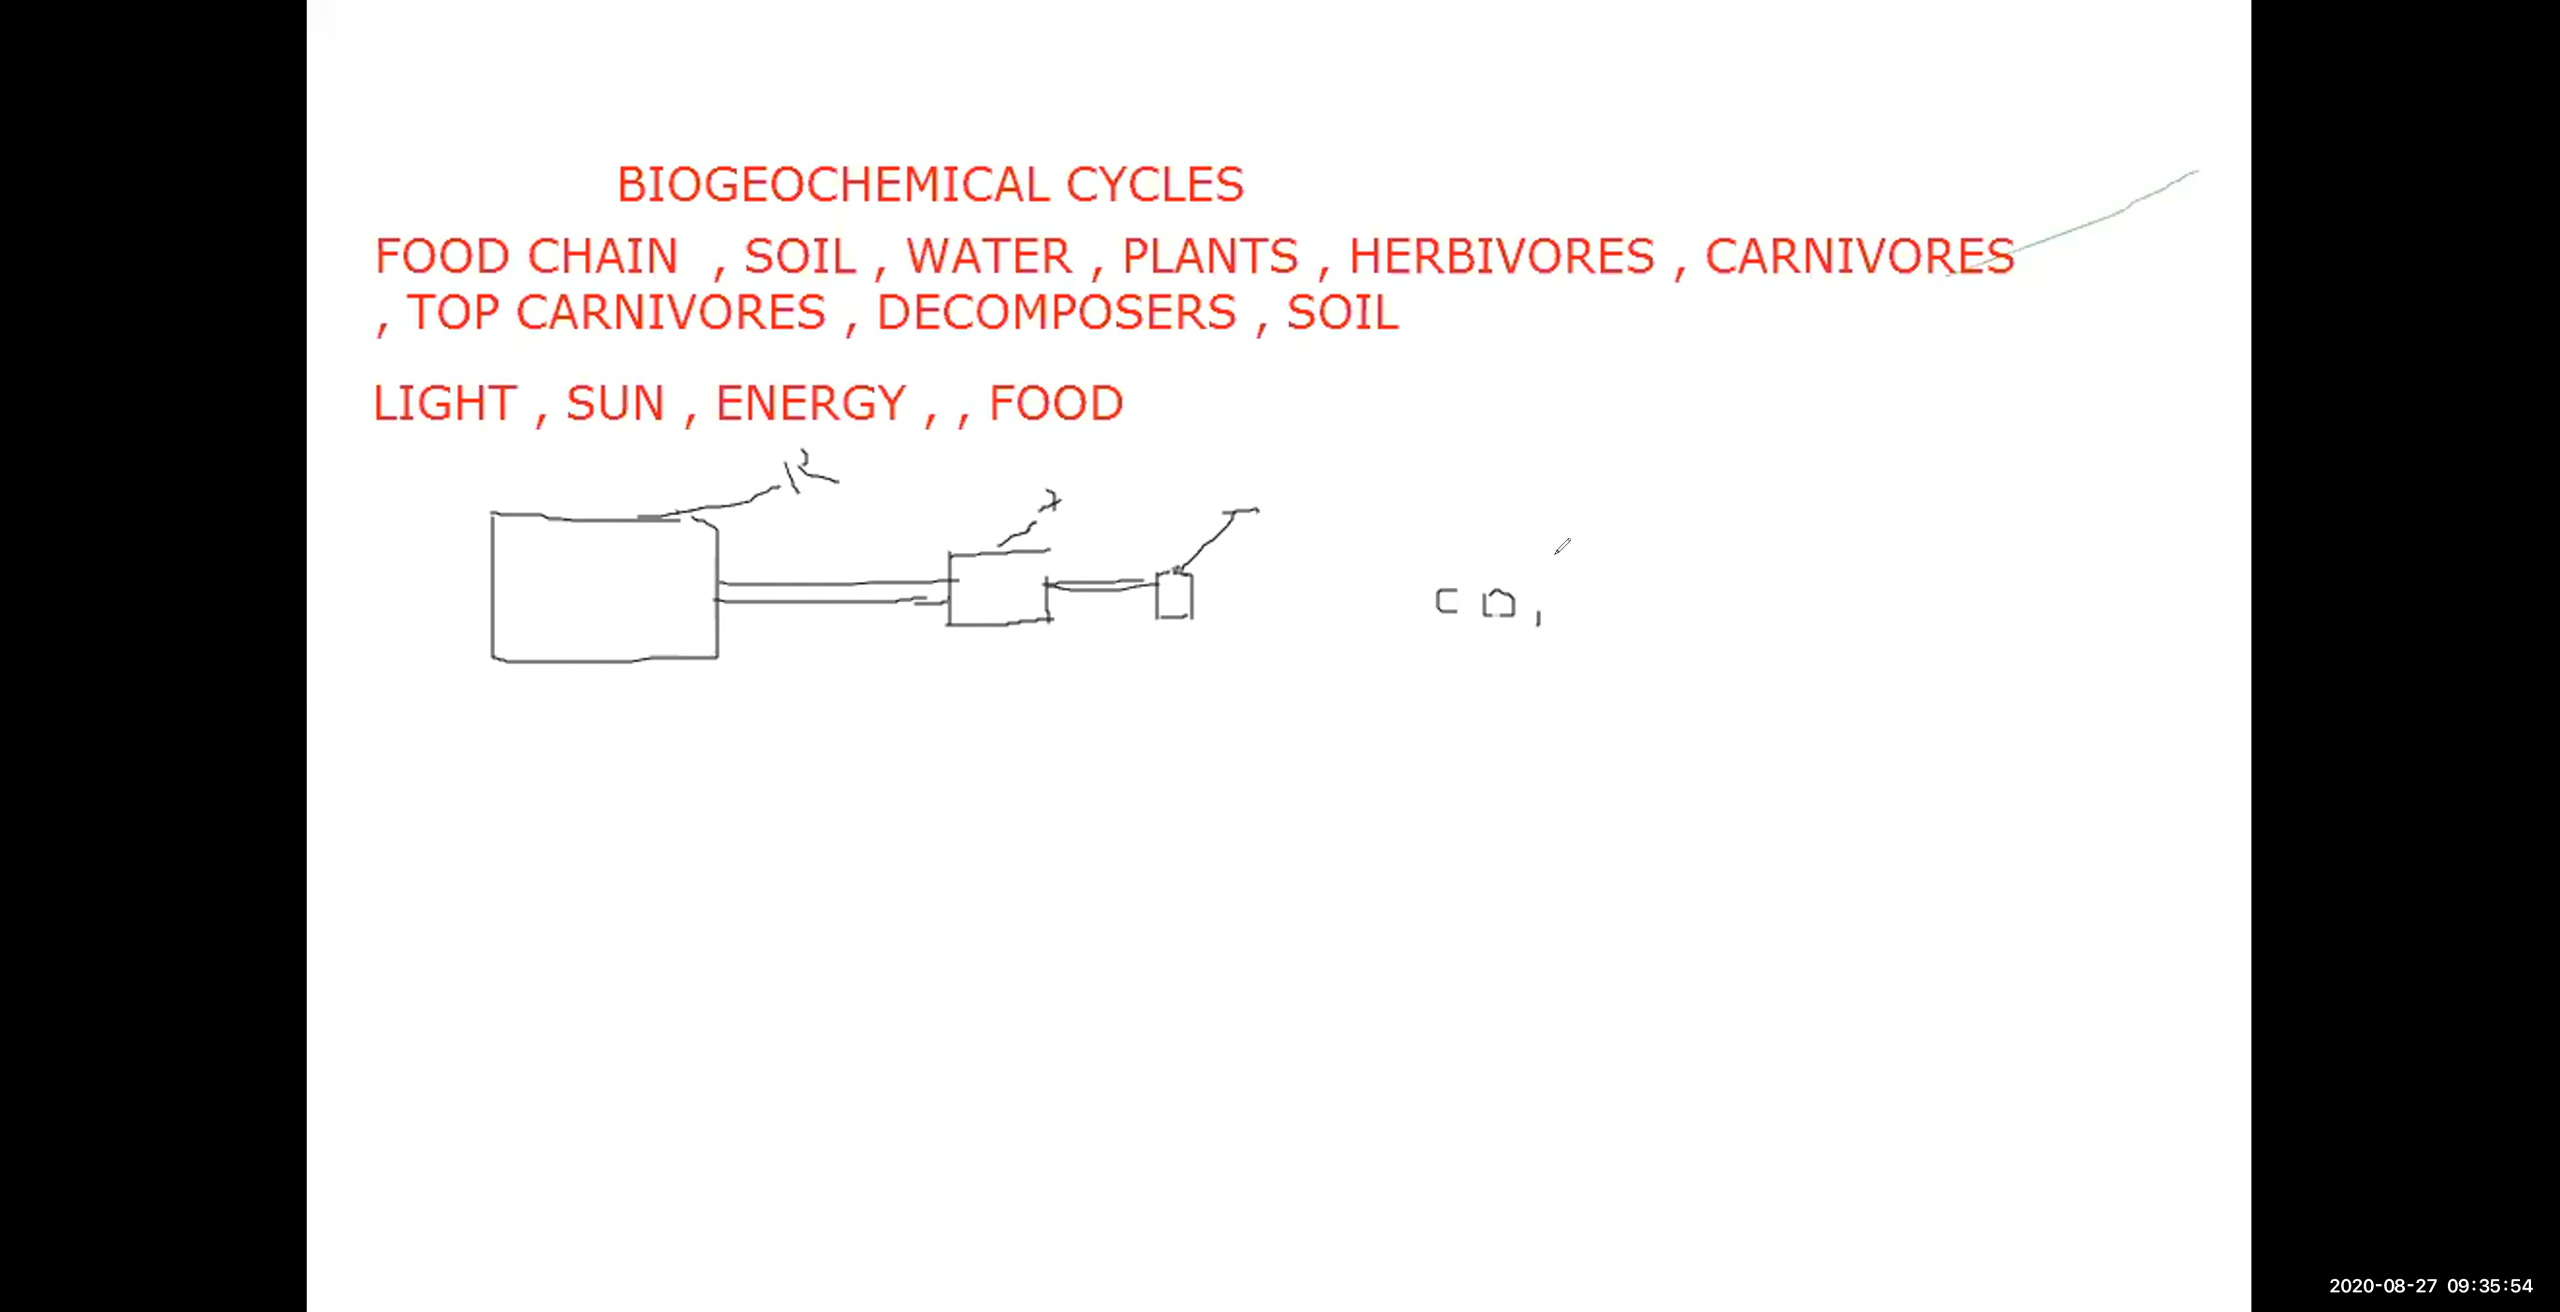 BIOGEOCHEMICAL CYCLES
FOOD CHAIN , SOIL , WATER , PLANTS , HERBIVORES , CARNIVORES
, TOP CARNIVORES , DECOMPOSERS , SOIL
LIGHT , SUN , ENERGY , , FOOD
2020-08-27 09:35:54